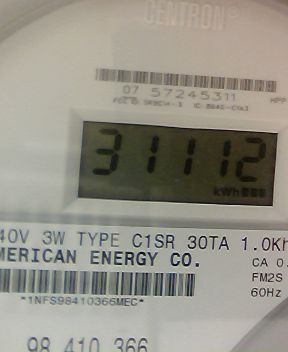 CENTRON®
07 57245311
31112
kWh
40V 3W TYPE C1SR 30TA 1.0Kh
MERICAN ENERGY CO.
CA 0.
FM2S
60Hz
*1NFS98410366MEC*
98 410 366